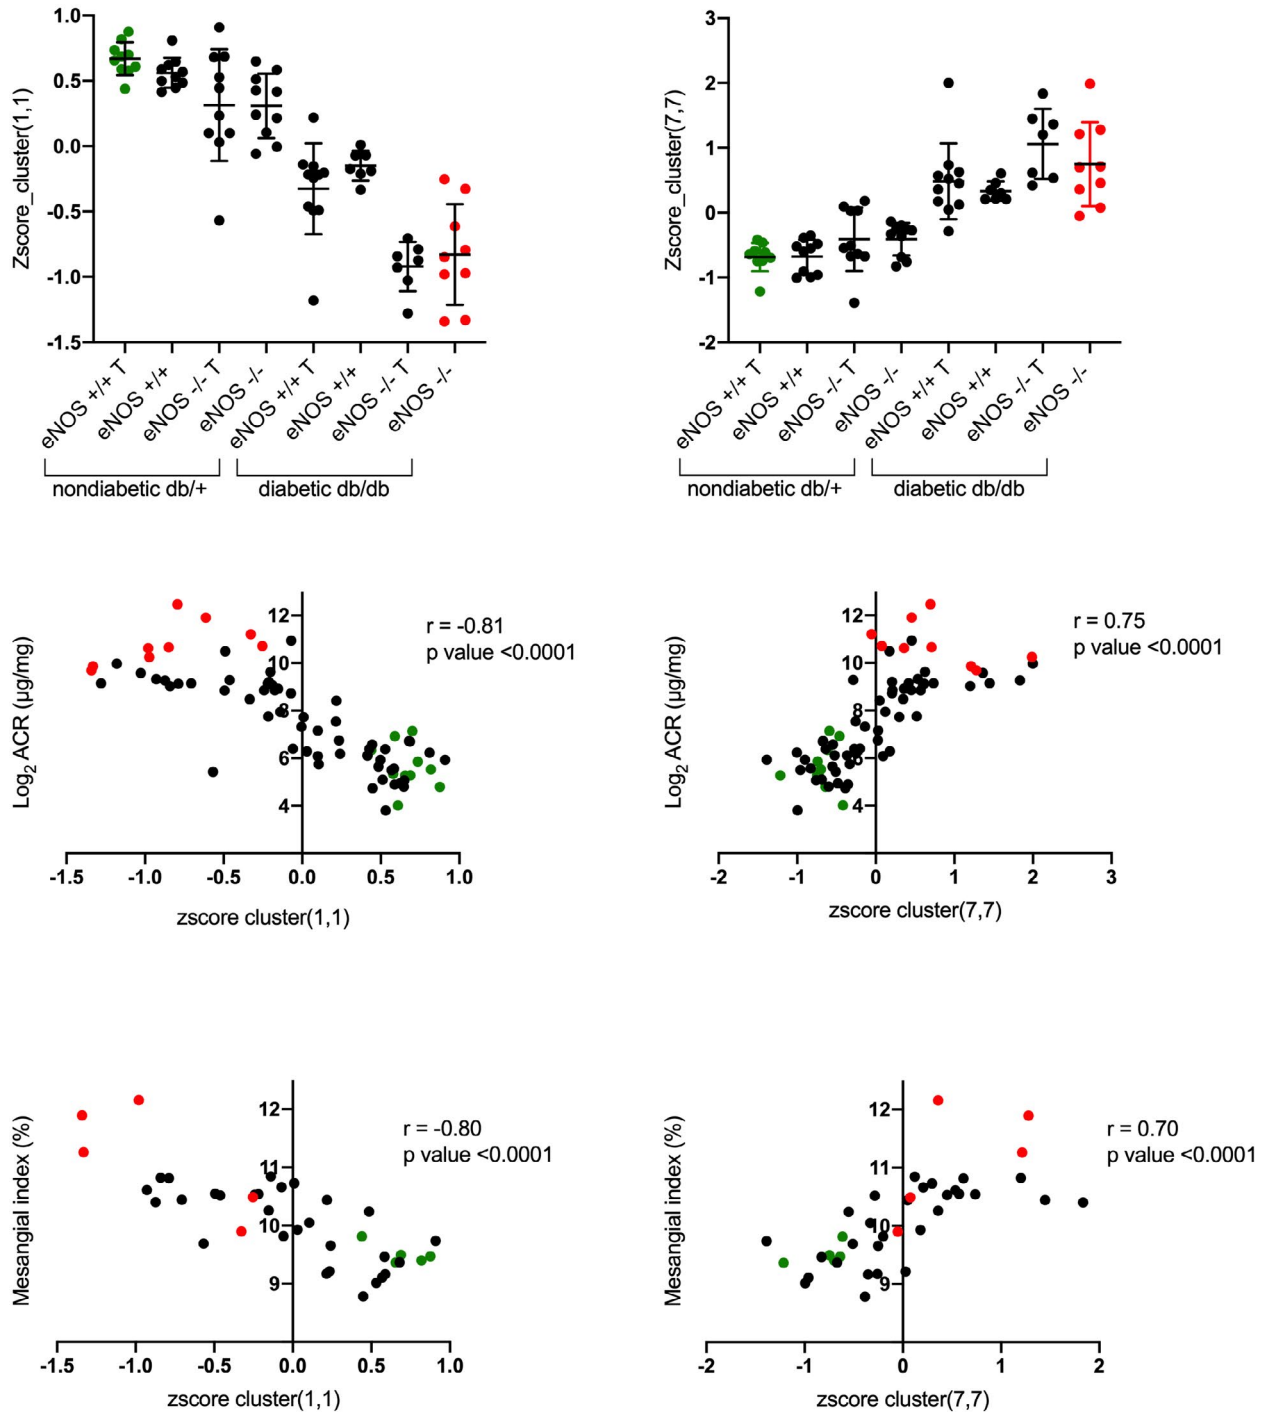 1.0
0.5
0.0
-0.5
-1.0
-1.5
Zscore_cluster(1,1)
eNOS +/+ T
eNOS +/+
eNOS -/- T
eNOS -/-
eNOS +/+ T
eNOS +/+
eNOS -/- T
eNOS -/-
nondiabetic db/+
diabetic db/db
3
2
1
0
-1
-2
Zscore_cluster(7,7)
eNOS +/+ T
eNOS +/+
eNOS -/- T
eNOS -/-
eNOS +/+ T
eNOS +/+
eNOS -/- T
eNOS -/-
nondiabetic db/+
diabetic db/db
Log2 ACR (µg/mg)
12
10
8
6
4
r = -0.81
p value <0.0001
-1.5 -1.0 -0.5 0.0 0.5 1.0
zscore cluster(1,1)
Log2 ACR (µg/mg)
12
10
8
6
4
r = 0.75
p value <0.0001
-2 -1 0 1 2 3
zscore cluster(7,7)
Mesangial index (%)
12
11
10
9
r = -0.80
p value <0.0001
-1.5 -1.0 -0.5 0.0 0.5 1.0
zscore cluster(1,1)
Mesangial index (%)
12
11
10
9
r = 0.70
p value <0.0001
-2 -1 0 1 2
zscore cluster(7,7)